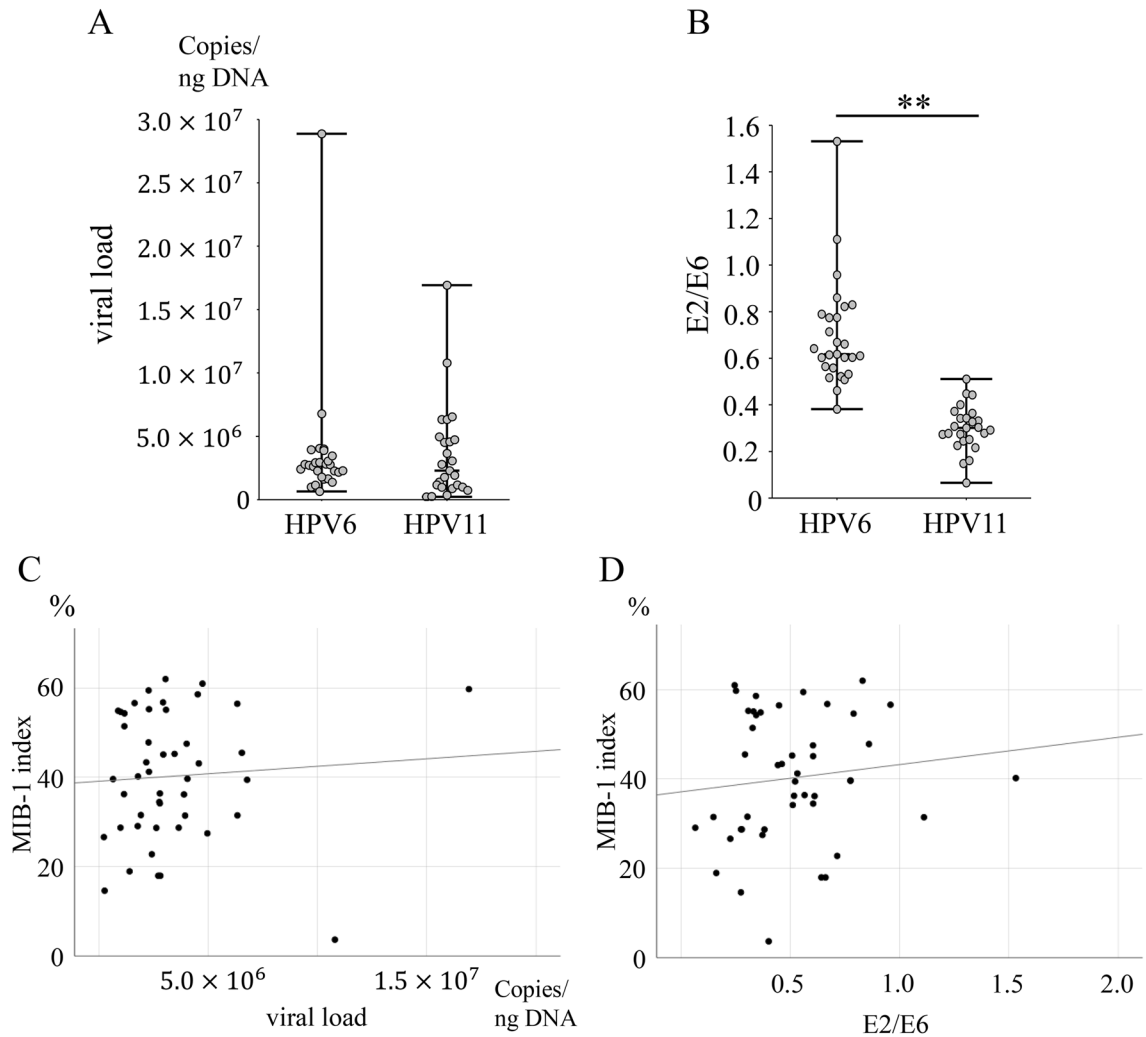 A
Copies/
ng DNA
3.0 × 10⁷
2.5 × 10⁷
2.0 × 10⁷
1.5 × 10⁷
1.0 × 10⁷
5.0 × 10⁶
0
viral load
HPV6 HPV11
B
**
1.6
1.4
1.2
1.0
0.8
0.6
0.4
0.2
0
E2/E6
HPV6 HPV11
C
%
60
40
20
0
MIB-1 index
5.0 × 10⁶ 1.5 × 10⁷
Copies/
ng DNA
viral load
D
%
60
40
20
0
MIB-1 index
0.5 1.0 1.5 2.0
E2/E6